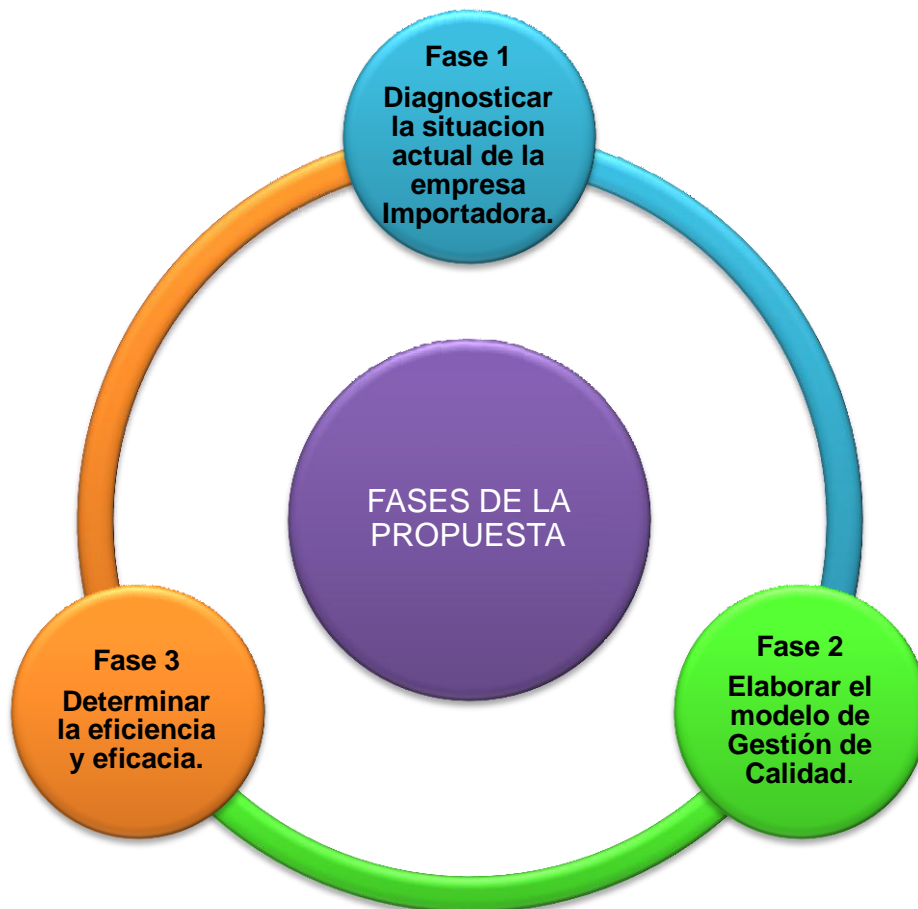 Fase 1
Diagnosticar
la situacion
actual de la
empresa
Importadora.
FASES DE LA
PROPUESTA
Fase 2
Elaborar el
modelo de
Gestión de
Calidad.
Fase 3
Determinar
la eficiencia
y eficacia.